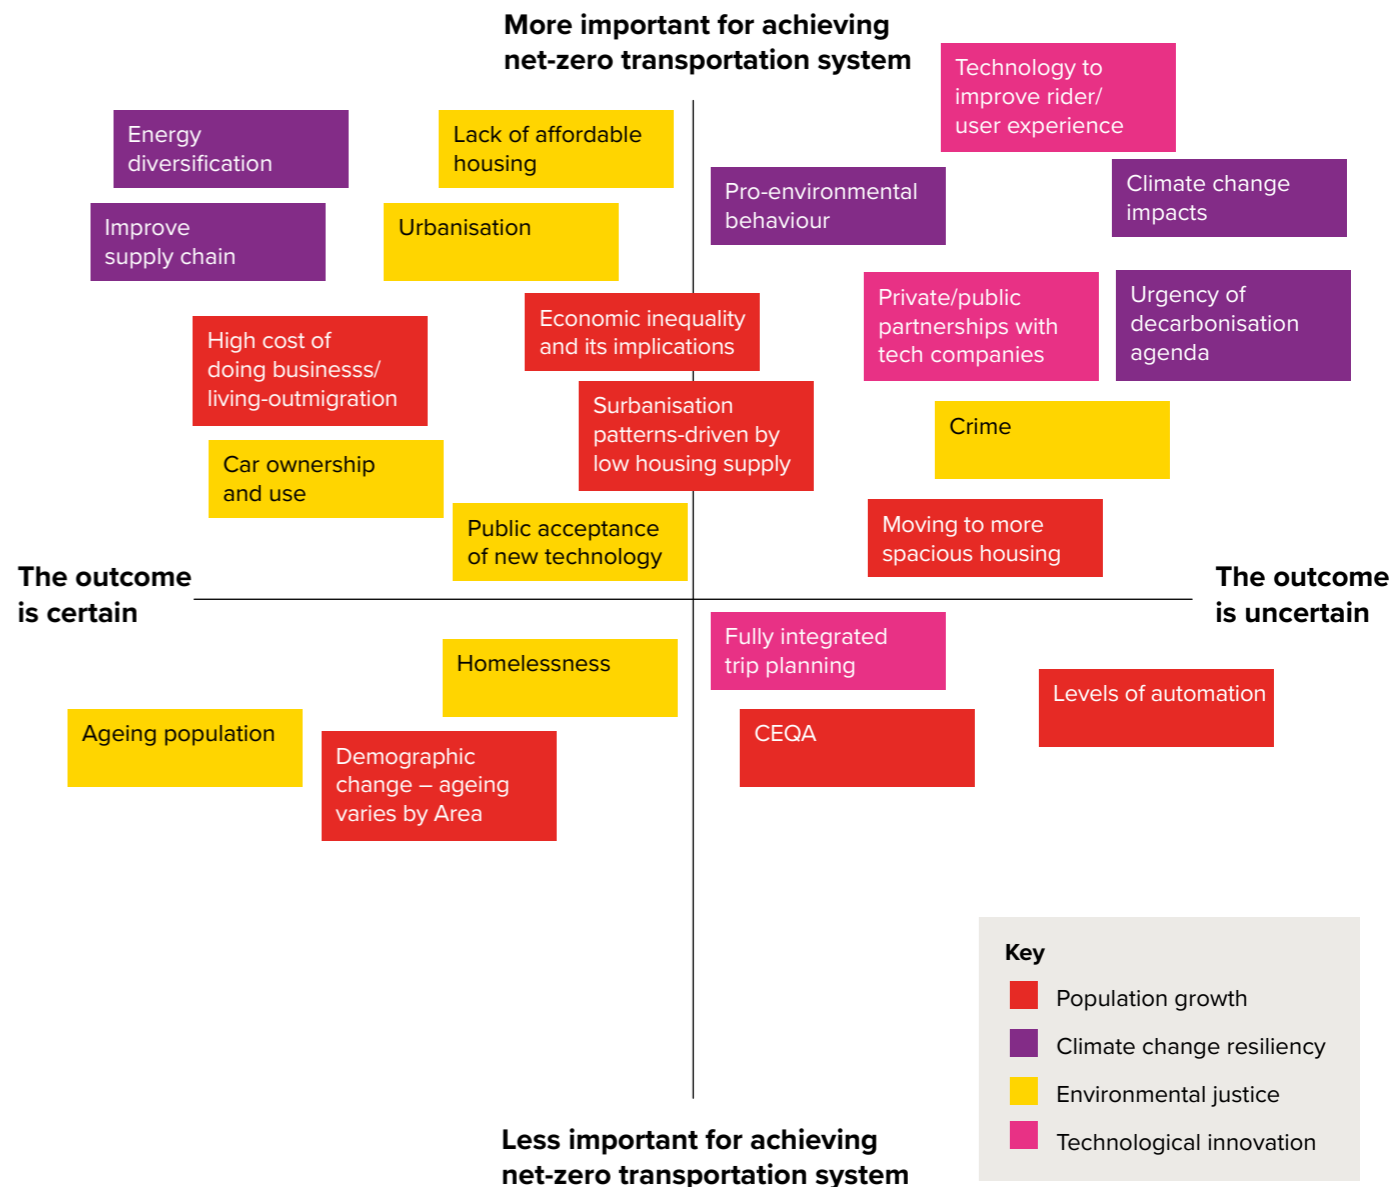 More important for achieving
net-zero transportation system
Technology to
improve rider/
user experience
Energy
diversification
Lack of affordable
housing
Pro-environmental
behaviour
Climate change
impacts
Improve
supply chain
Urbanisation
Economic inequality
and its implications
Private/public
partnerships with
tech companies
Urgency of
decarbonisation
agenda
High cost of
doing businesss/
living-outmigration
Surbanisation
patterns-driven by
low housing supply
Crime
Car ownership
and use
Public acceptance
of new technology
Moving to more
spacious housing
The outcome
is certain
The outcome
is uncertain
Fully integrated
trip planning
Homelessness
Levels of automation
Ageing population
Demographic
change – ageing
varies by Area
CEQA
Key
Population growth
Climate change resiliency
Environmental justice
Technological innovation
Less important for achieving
net-zero transportation system